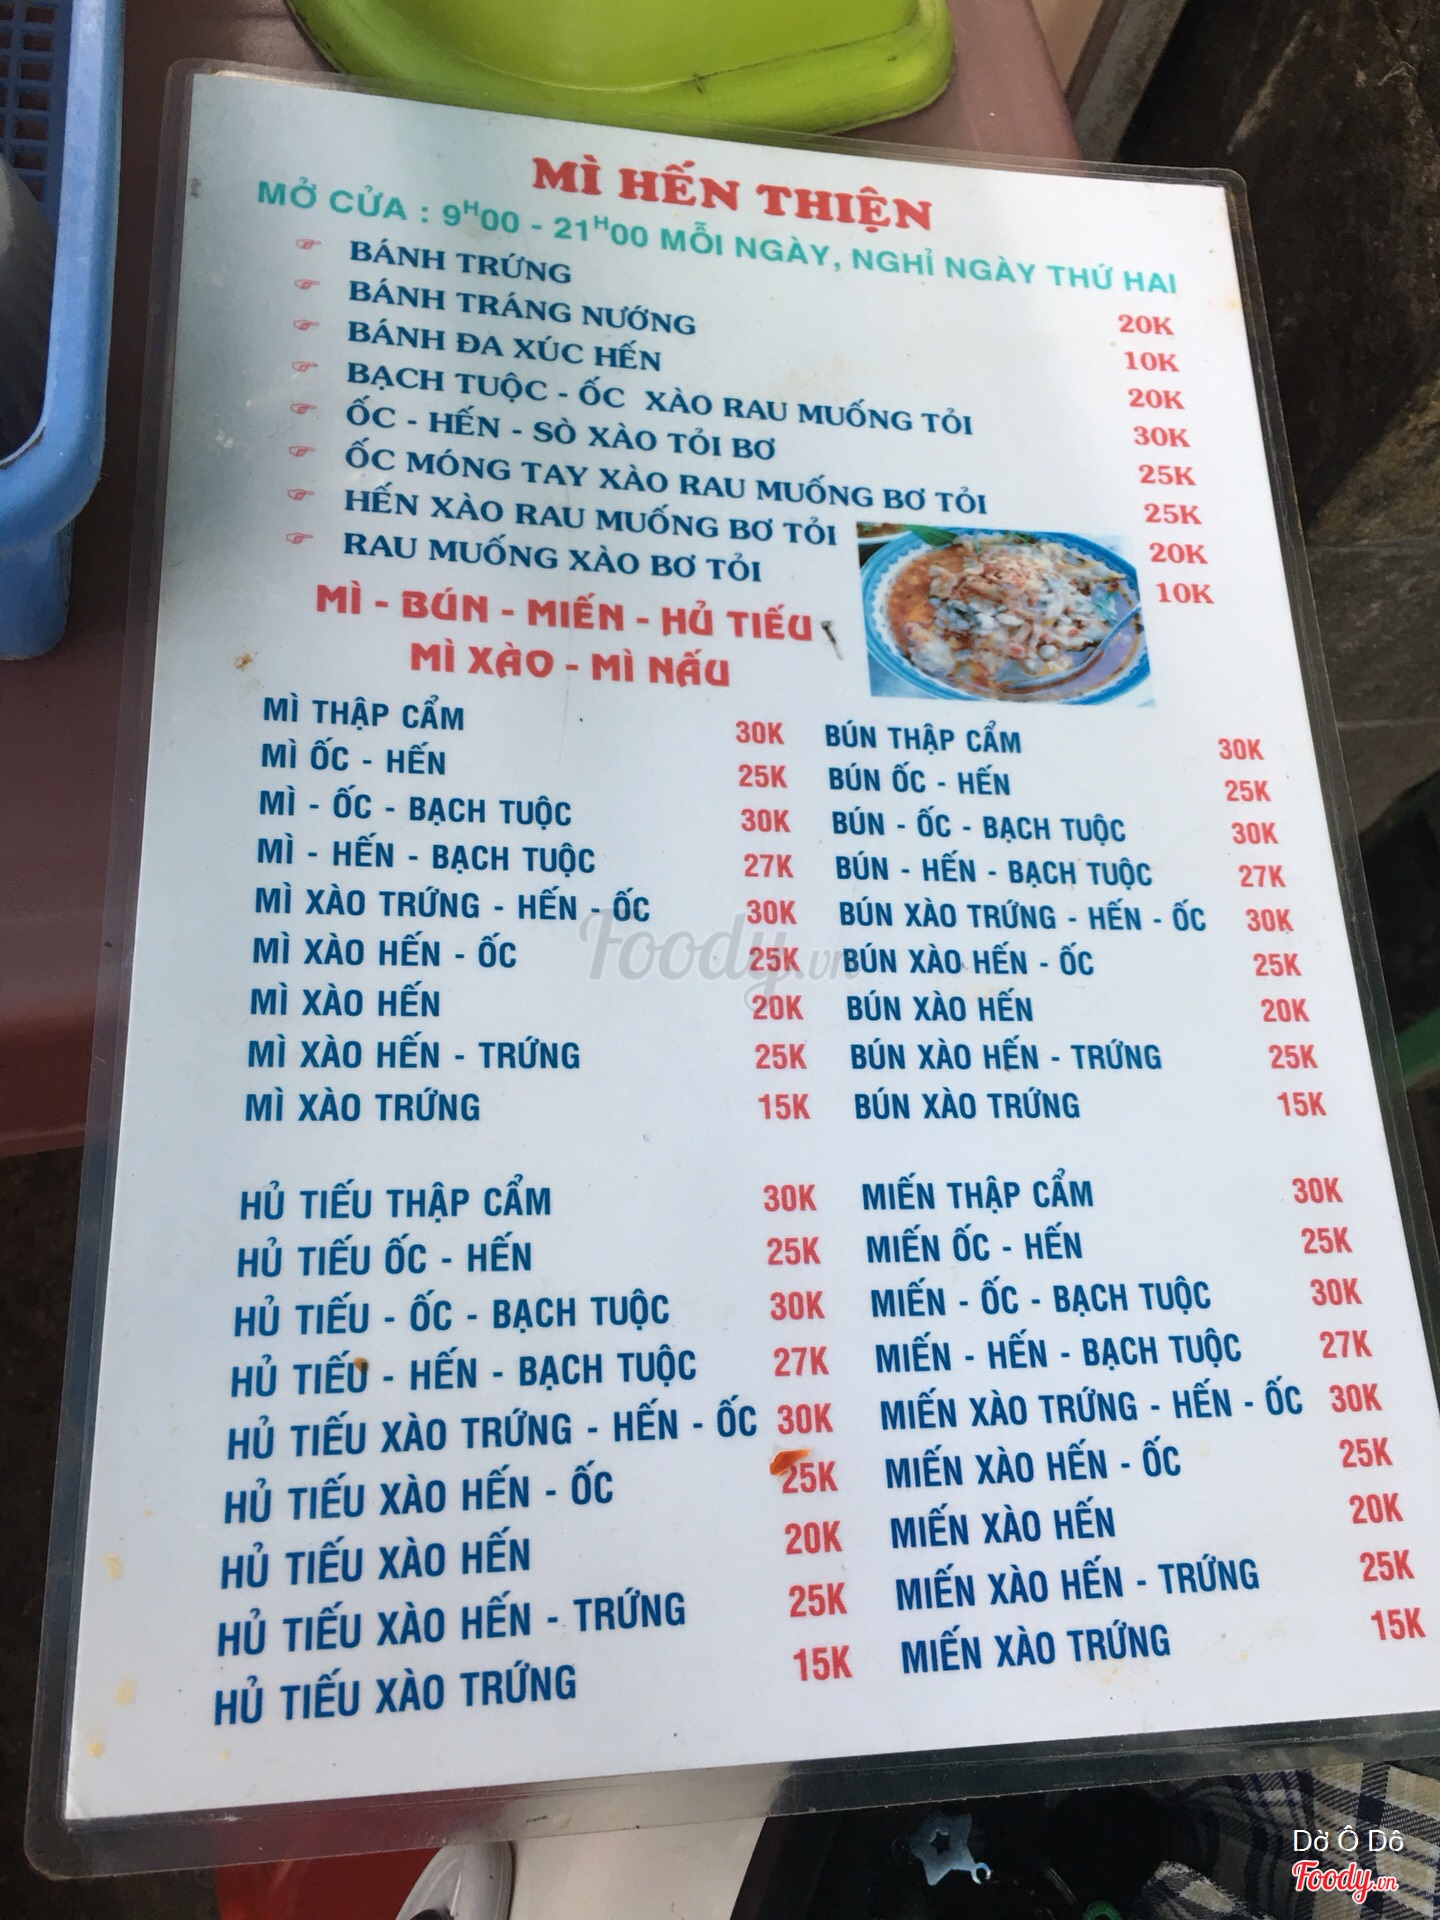 MÌ HẾN THIỆN
MỞ CỬA : 9H00 - 21H00 MỖI NGÀY, NGHỈ NGÀY THỨ HAI
BÁNH TRỨNG 20K
BÁNH TRÁNG NƯỚNG 10K
BÁNH ĐA XÚC HẾN 20K
BẠCH TUỘC - ỐC XÀO RAU MUỐNG TỎI 30K
ỐC - HẾN - SÒ XÀO TỎI BƠ 25K
ỐC MÓNG TAY XÀO RAU MUỐNG BƠ TỎI 25K
HẾN XÀO RAU MUỐNG BƠ TỎI 20K
RAU MUỐNG XÀO BƠ TỎI 10K
MÌ - BÚN - MIẾN - HỦ TIẾU
MÌ XÀO - MÌ NẤU
MÌ THẬP CẨM 30K
MÌ ỐC - HẾN 25K
MÌ - ỐC - BẠCH TUỘC 30K
MÌ - HẾN - BẠCH TUỘC 27K
MÌ XÀO TRỨNG - HẾN - ỐC 30K
MÌ XÀO HẾN - ỐC 25K
MÌ XÀO HẾN 20K
MÌ XÀO HẾN - TRỨNG 25K
MÌ XÀO TRỨNG 15K
BÚN THẬP CẨM 30K
BÚN ỐC - HẾN 25K
BÚN - ỐC - BẠCH TUỘC 30K
BÚN - HẾN - BẠCH TUỘC 27K
BÚN XÀO TRỨNG - HẾN - ỐC 30K
BÚN XÀO HẾN - ỐC 25K
BÚN XÀO HẾN 20K
BÚN XÀO HẾN - TRỨNG 25K
BÚN XÀO TRỨNG 15K
HỦ TIẾU THẬP CẨM 30K
HỦ TIẾU ỐC - HẾN 25K
HỦ TIẾU - ỐC - BẠCH TUỘC 30K
HỦ TIẾU - HẾN - BẠCH TUỘC 27K
HỦ TIẾU XÀO TRỨNG - HẾN - ỐC 30K
HỦ TIẾU XÀO HẾN - ỐC 25K
HỦ TIẾU XÀO HẾN 20K
HỦ TIẾU XÀO HẾN - TRỨNG 25K
HỦ TIẾU XÀO TRỨNG 15K
MIẾN THẬP CẨM 30K
MIẾN ỐC - HẾN 25K
MIẾN - ỐC - BẠCH TUỘC 30K
MIẾN - HẾN - BẠCH TUỘC 27K
MIẾN XÀO TRỨNG - HẾN - ỐC 30K
MIẾN XÀO HẾN - ỐC 25K
MIẾN XÀO HẾN 20K
MIẾN XÀO HẾN - TRỨNG 25K
MIẾN XÀO TRỨNG 15K
Foody.vn
Dờ Ô Dô
Foody.vn